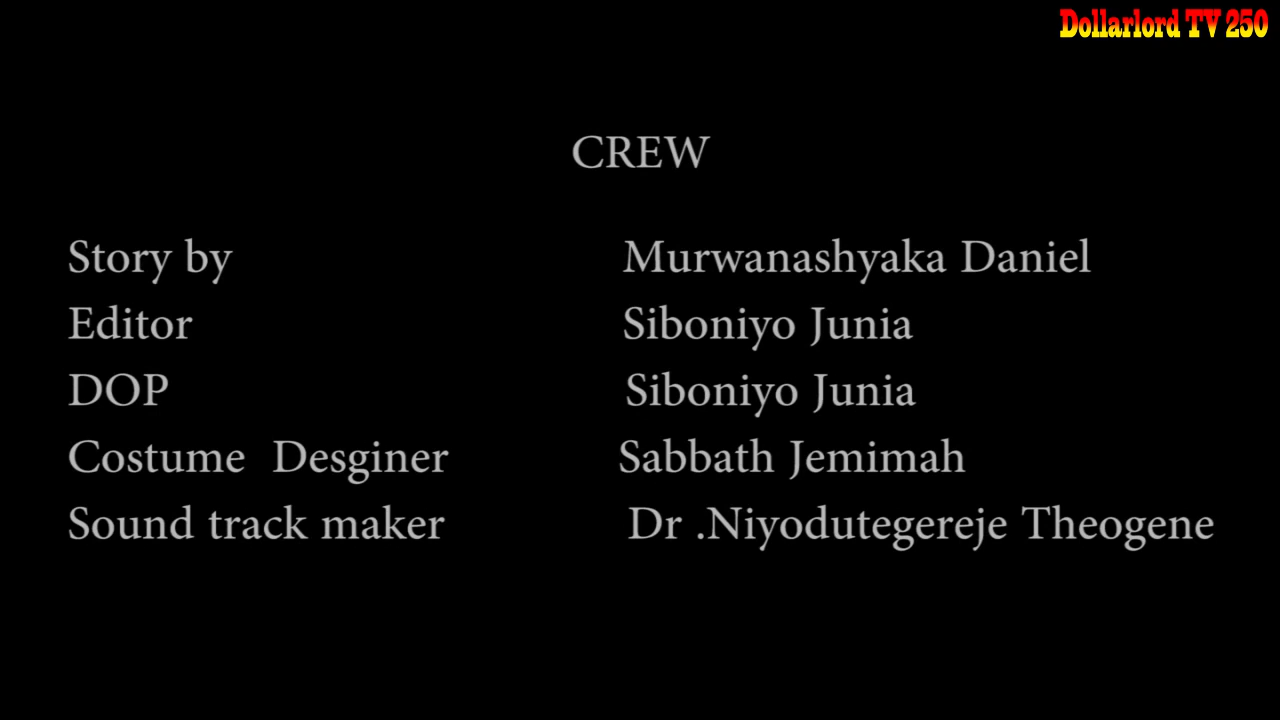 Dollarlord TV 250
CREW
Story by Murwanashyaka Daniel
Editor Siboniyo Junia
DOP Siboniyo Junia
Costume Desginer Sabbath Jemimah
Sound track maker Dr .Niyodutegereje Theogene